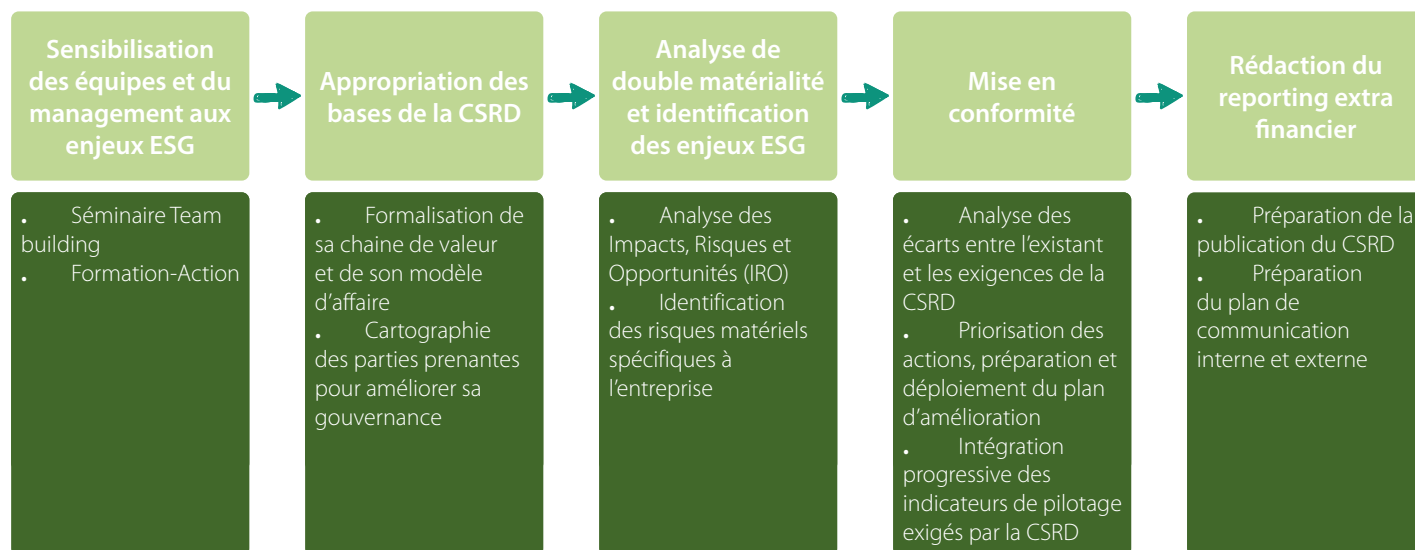 Sensibilisation
des équipes et du
management aux
enjeux ESG
Appropriation des
bases de la CSRD
Analyse de
double matérialité
et identification
des enjeux ESG
Mise en
conformité
Rédaction du
reporting extra
financier
. Séminaire Team
building
. Formation-Action
. Formalisation de
sa chaine de valeur
et de son modèle
d’affaire
. Cartographie
des parties prenantes
pour améliorer sa
gouvernance
. Analyse des
Impacts, Risques et
Opportunités (IRO)
. Identification
des risques matériels
spécifiques à
l’entreprise
. Analyse des
écarts entre l’existant
et les exigences de la
CSRD
. Priorisation des
actions, préparation et
déploiement du plan
d’amélioration
. Intégration
progressive des
indicateurs de pilotage
exigés par la CSRD
. Préparation de la
publication du CSRD
. Préparation
du plan de
communication
interne et externe